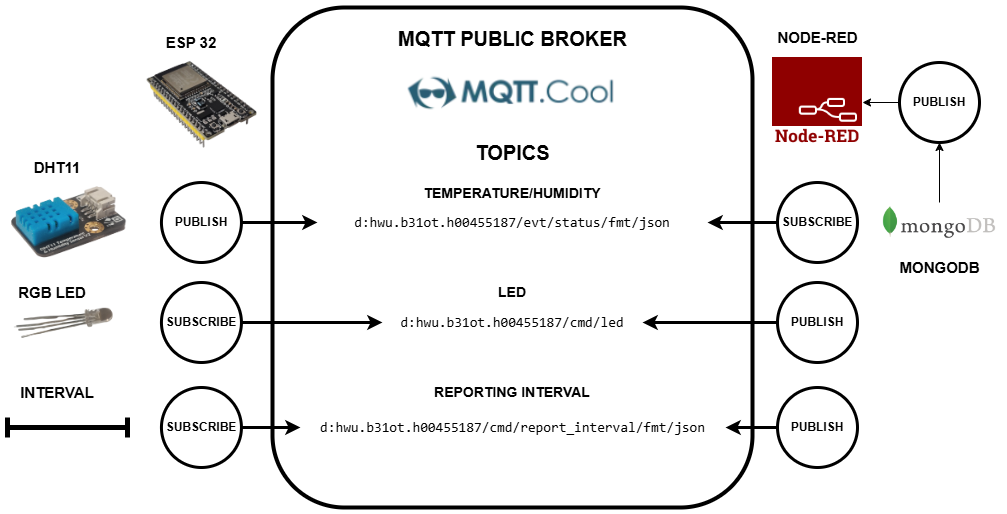 MQTT PUBLIC BROKER
MQTT.Cool
ESP 32
NODE-RED
Node-RED
PUBLISH
TOPICS
DHT11
TEMPERATURE/HUMIDITY
PUBLISH
d:hwu.b31ot.h00455187/evt/status/fmt/json
SUBSCRIBE
mongoDB
MONGODB
RGB LED
LED
SUBSCRIBE
d:hwu.b31ot.h00455187/cmd/led
PUBLISH
INTERVAL
REPORTING INTERVAL
SUBSCRIBE
d:hwu.b31ot.h00455187/cmd/report_interval/fmt/json
PUBLISH